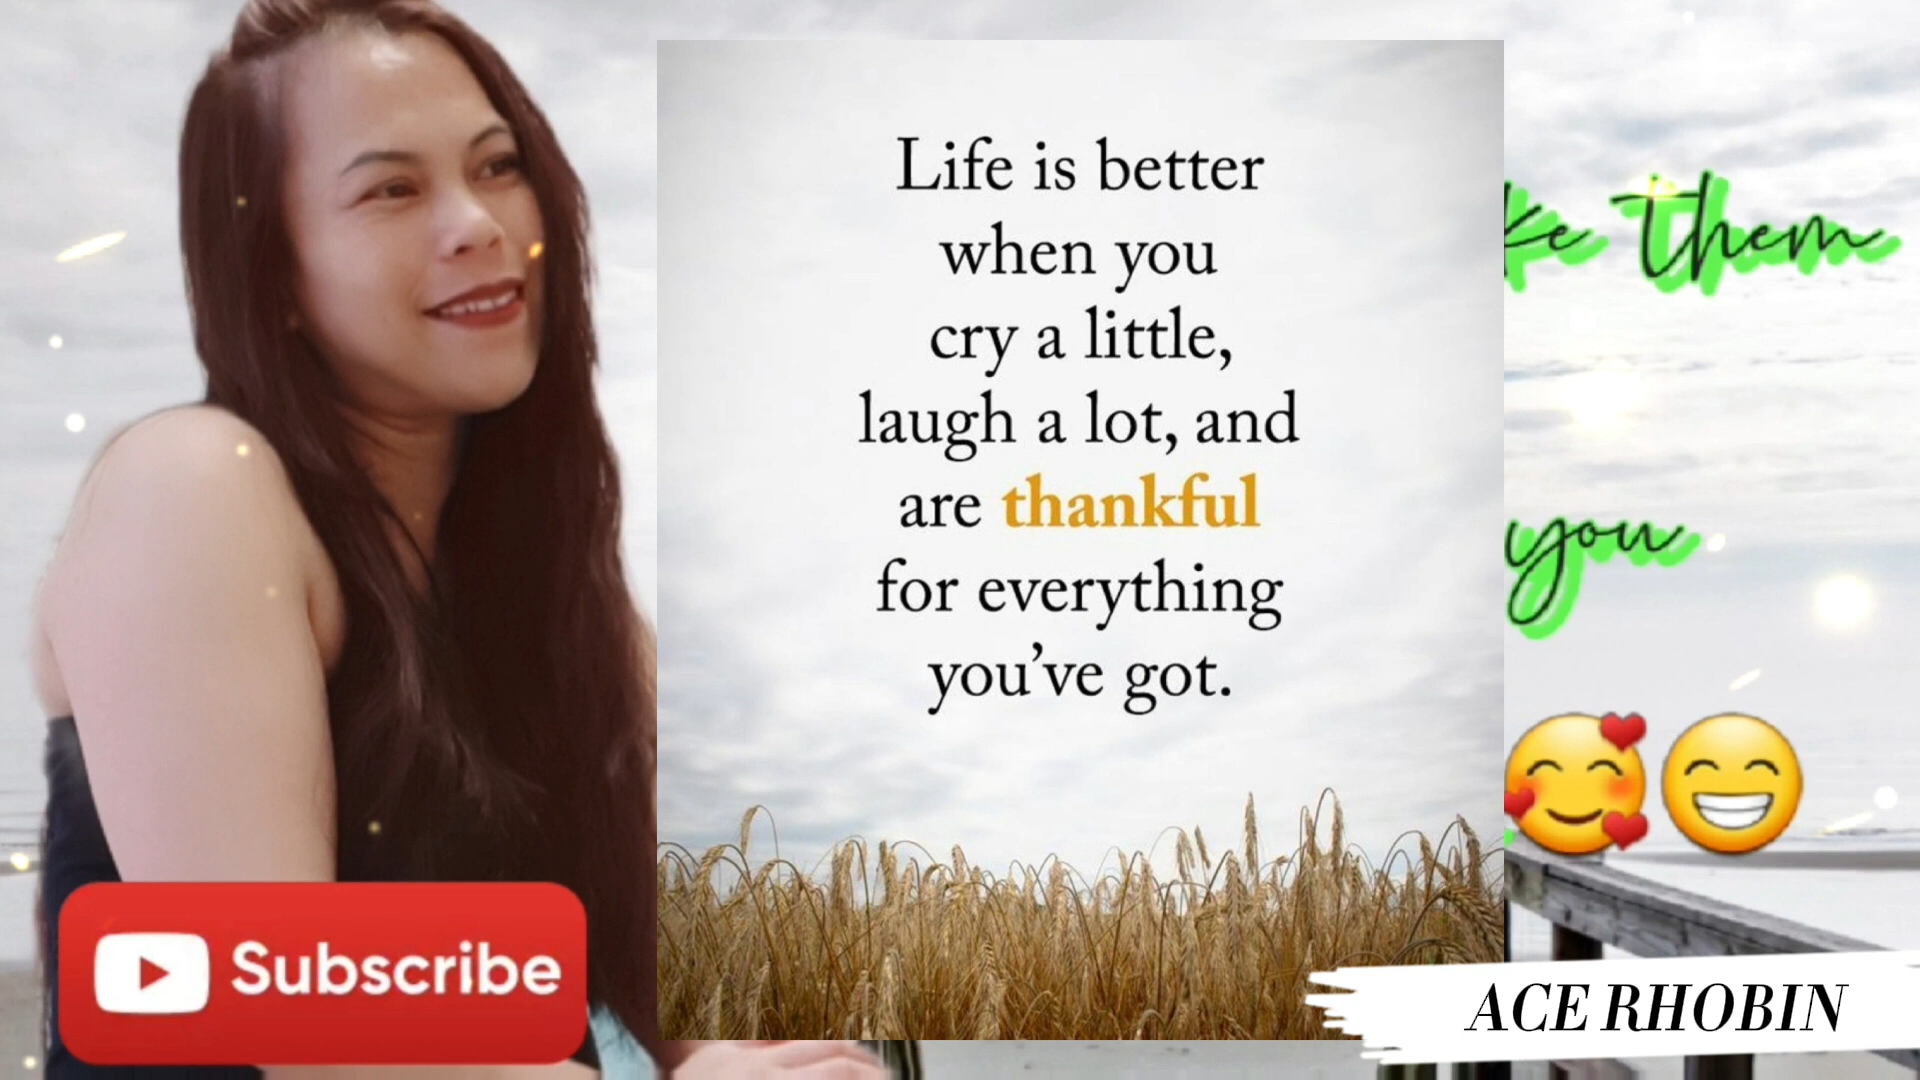 Life is better
when you
cry a little,
laugh a lot, and
are thankful
for everything
you've got.
them
you
Subscribe
ACE RHOBIN